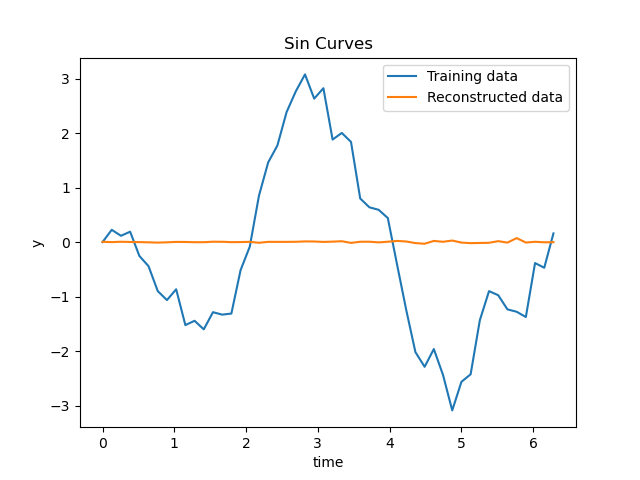 Sin Curves
Training data
Reconstructed data
3
2
1
0
−1
−2
−3
y
0
1
2
3
4
5
6
time